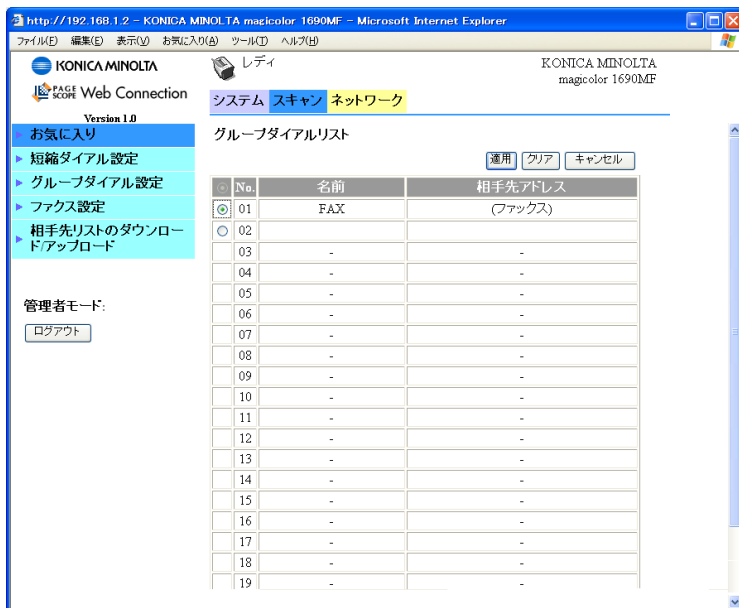 http://192.168.1.2 - KONICA MINOLTA magicolor 1690MF - Microsoft Internet Explorer
ファイル(F) 編集(E) 表示(V) お気に入り(A) ツール(T) ヘルプ(H)
KONICA MINOLTA
PAGE SCOPE Web Connection
Version 1.0
レディ
KONICA MINOLTA
magicolor 1690MF
システム スキャン ネットワーク
お気に入り
短縮ダイアル設定
グループダイアル設定
ファクス設定
相手先リストのダウンロー
ド/アップロード
管理者モード:
ログアウト
グループダイアルリスト
適用 クリア キャンセル
No. 名前 相手先アドレス
01 FAX (ファックス)
02
03 - -
04 - -
05 - -
06 - -
07 - -
08 - -
09 - -
10 - -
11 - -
12 - -
13 - -
14 - -
15 - -
16 - -
17 - -
18 - -
19 - -